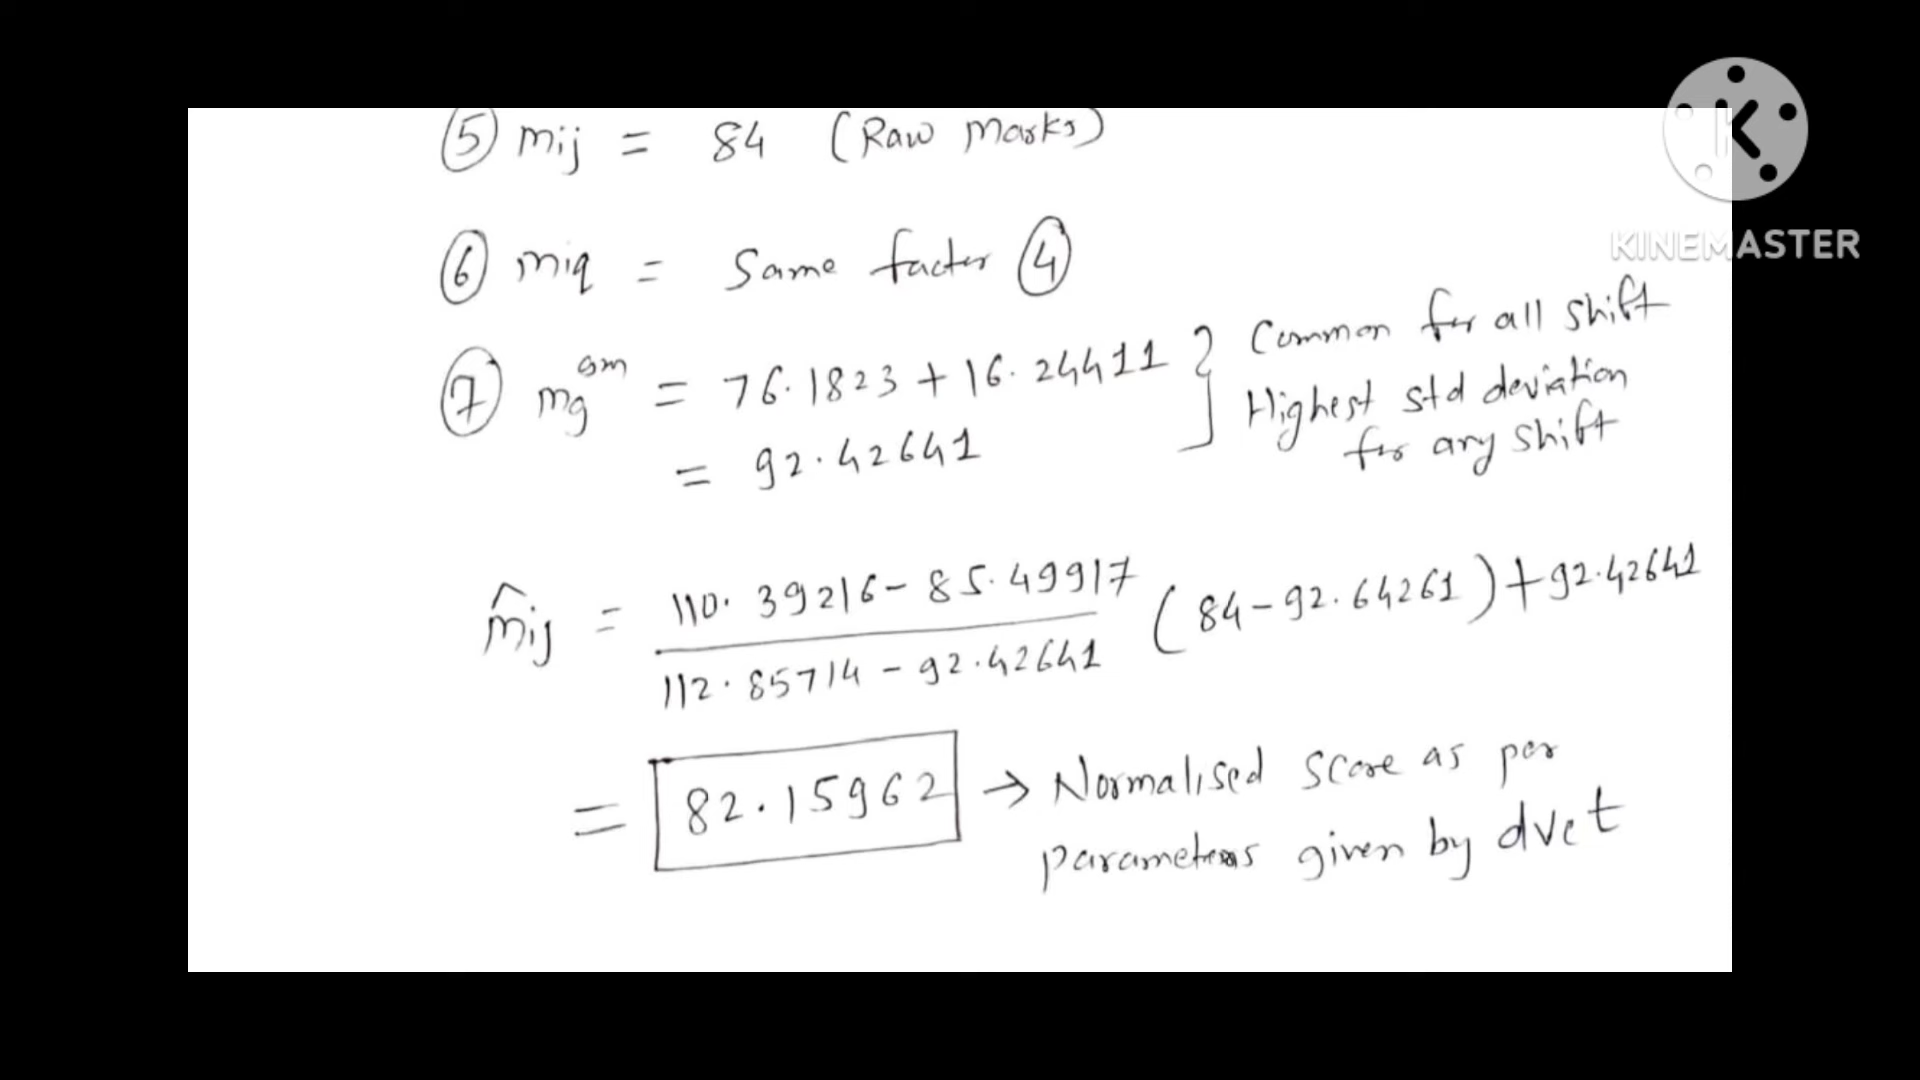 ⑤ mij = 84 (Raw Marks)
KINEMASTER
⑥ miq = Same factor ④
⑦ mg^gm = 76.1823 + 16.24411 } Common for all shift
= 92.42641 Highest std deviation
for any shift
m̂ij = 110.39216 - 85.49917 / 112.85714 - 92.42641 (84 - 92.64261) + 92.42641
= 82.15962 → Normalised Score as per
parameters given by dvet